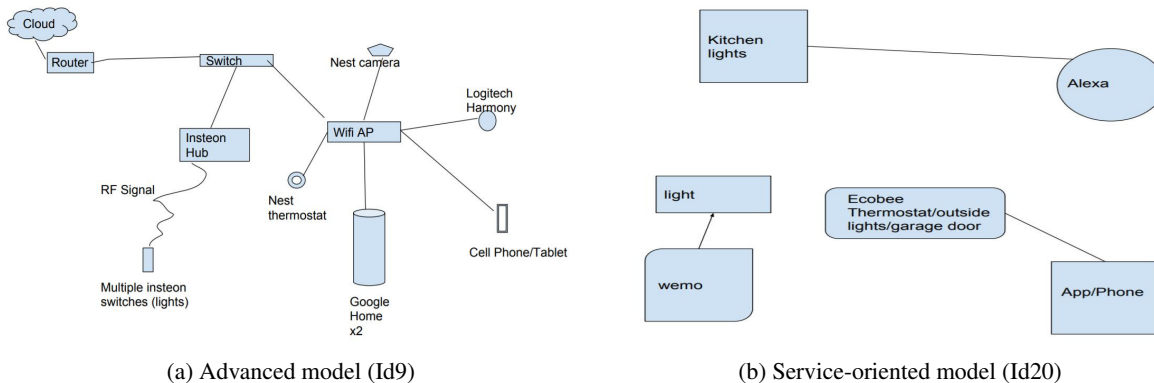 Cloud
Router
Switch
Nest camera
Logitech
Harmony
Wifi AP
Insteon
Hub
RF Signal
Nest
thermostat
Cell Phone/Tablet
Multiple insteon
switches (lights)
Google
Home
x2
(a) Advanced model (Id9)
Kitchen
lights
Alexa
light
Ecobee
Thermostat/outside
lights/garage door
wemo
App/Phone
(b) Service-oriented model (Id20)